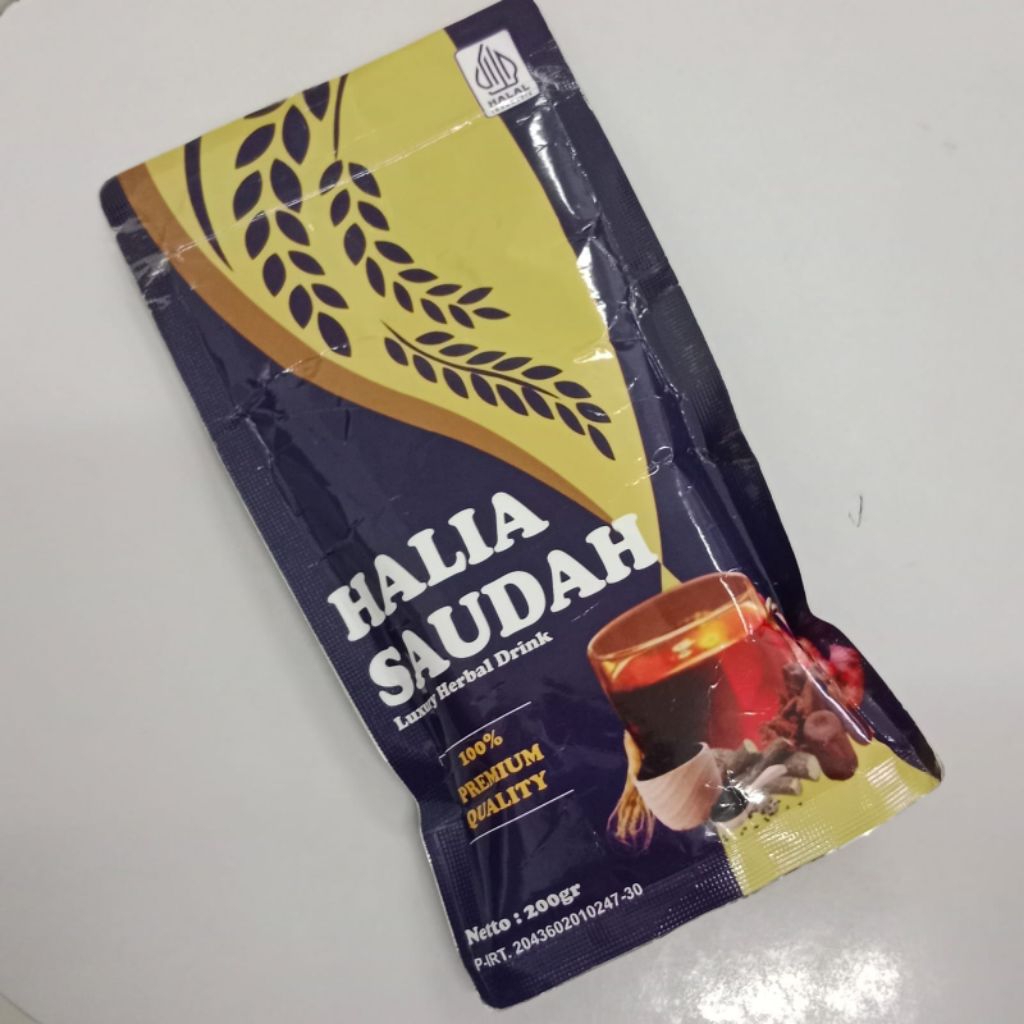 HALAL
HALIA
SAUDAH
Luxury Herbal Drink
100%
PREMIUM
QUALITY
Netto : 200gr
P-IRT. 2043602010247-30